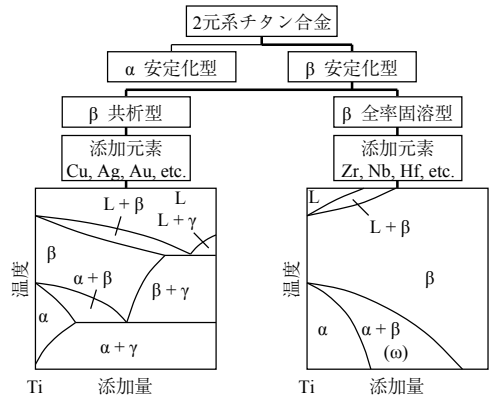 2元系チタン合金
α 安定化型
β 安定化型
β 共析型
β 全率固溶型
添加元素
Cu, Ag, Au, etc.
添加元素
Zr, Nb, Hf, etc.
L
L + β
L + γ
β
α + β
β + γ
α
α + γ
温度
Ti
添加量
L
L + β
β
α
α + β
(ω)
温度
Ti
添加量